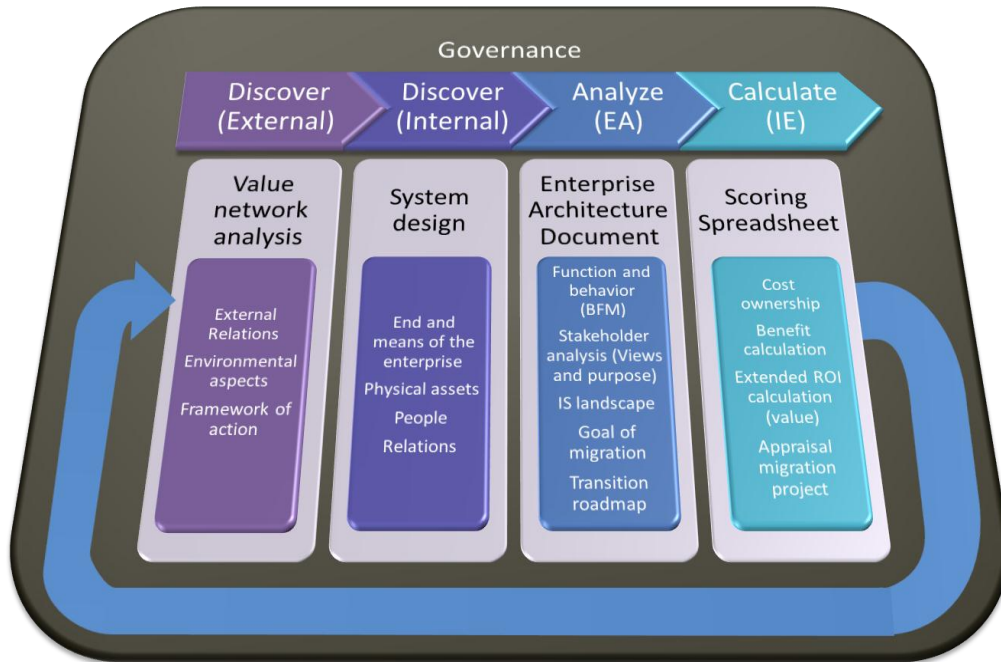 Governance
Discover
(External)
Discover
(Internal)
Analyze
(EA)
Calculate
(IE)
Value
network
analysis
External
Relations
Environmental
aspects
Framework of
action
System
design
End and
means of the
enterprise
Physical assets
People
Relations
Enterprise
Architecture
Document
Function and
behavior
(BFM)
Stakeholder
analysis (Views
and purpose)
IS landscape
Goal of
migration
Transition
roadmap
Scoring
Spreadsheet
Cost
ownership
Benefit
calculation
Extended ROI
calculation
(value)
Appraisal
migration
project